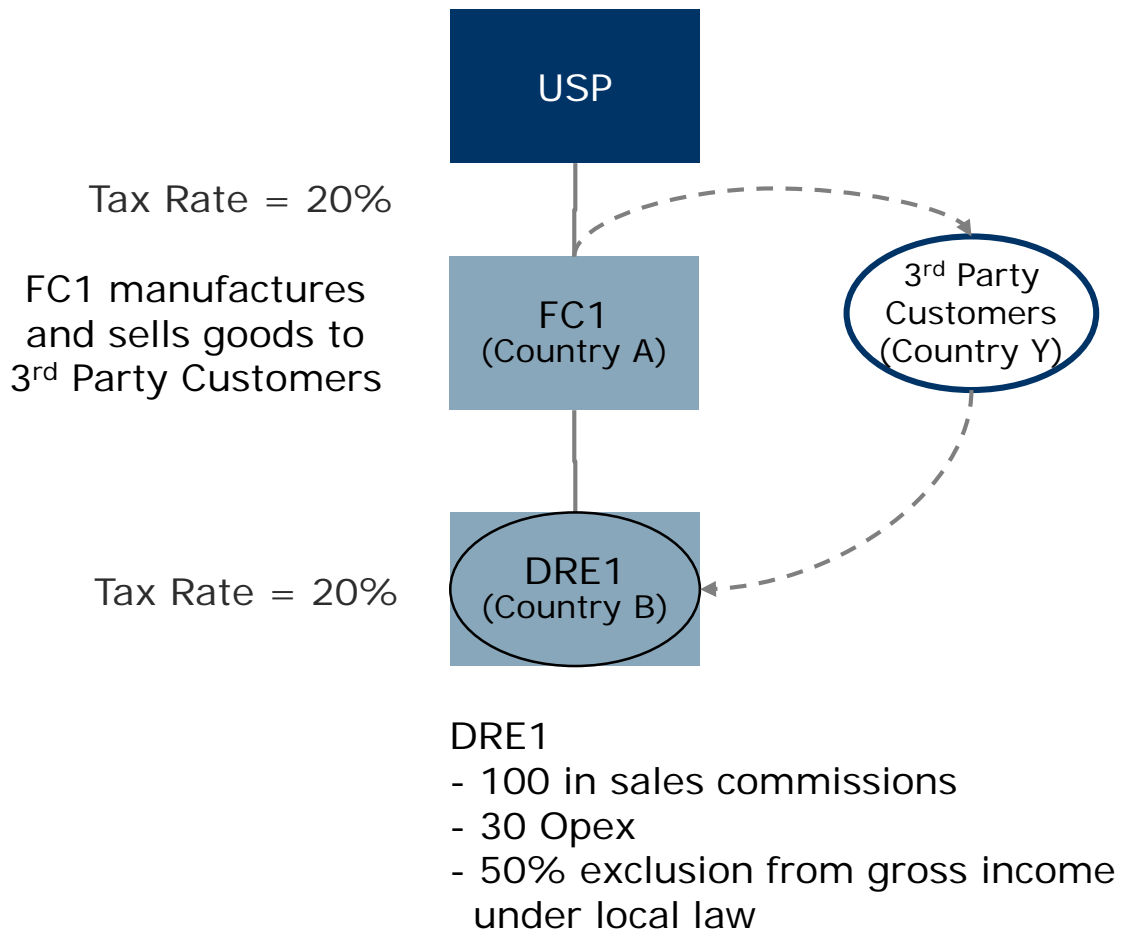 USP
Tax Rate = 20%
FC1 manufactures
and sells goods to
3rd Party Customers
FC1
(Country A)
3rd Party
Customers
(Country Y)
Tax Rate = 20%
DRE1
(Country B)
DRE1
- 100 in sales commissions
- 30 Opex
- 50% exclusion from gross income
under local law